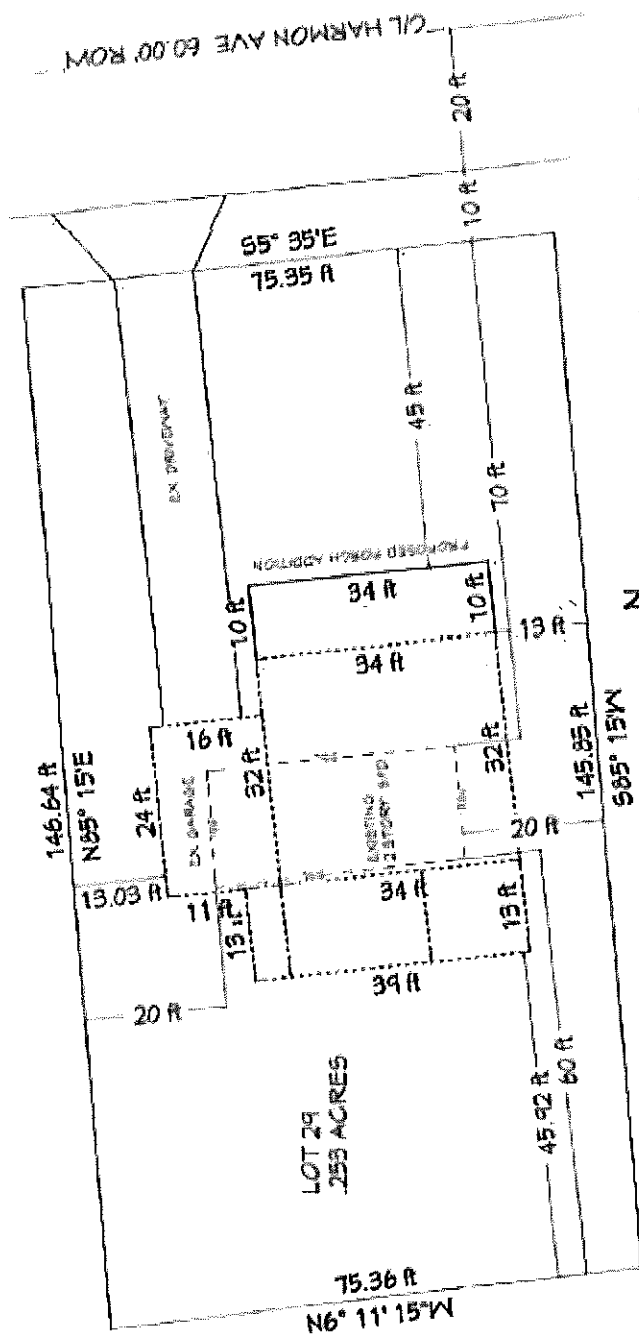 C/L HARMON AVE 60.00' ROW
20 ft
10 ft
S5° 35'E
75.35 ft
EX DRIVEWAY
45 ft
70 ft
PROPOSED PORCH ADDITION
34 ft
10 ft
10 ft
34 ft
13 ft
N
146.64 ft
N85° 15'E
24 ft
16 ft
EX GARAGE
32 ft
EXISTING
32 ft
145.85 ft
S85° 15'W
20 ft
13.03 ft
11 ft
34 ft
13 ft
39 ft
20 ft
LOT 29
.253 ACRES
45.92 ft
60 ft
75.36 ft
N6° 11' 15"W